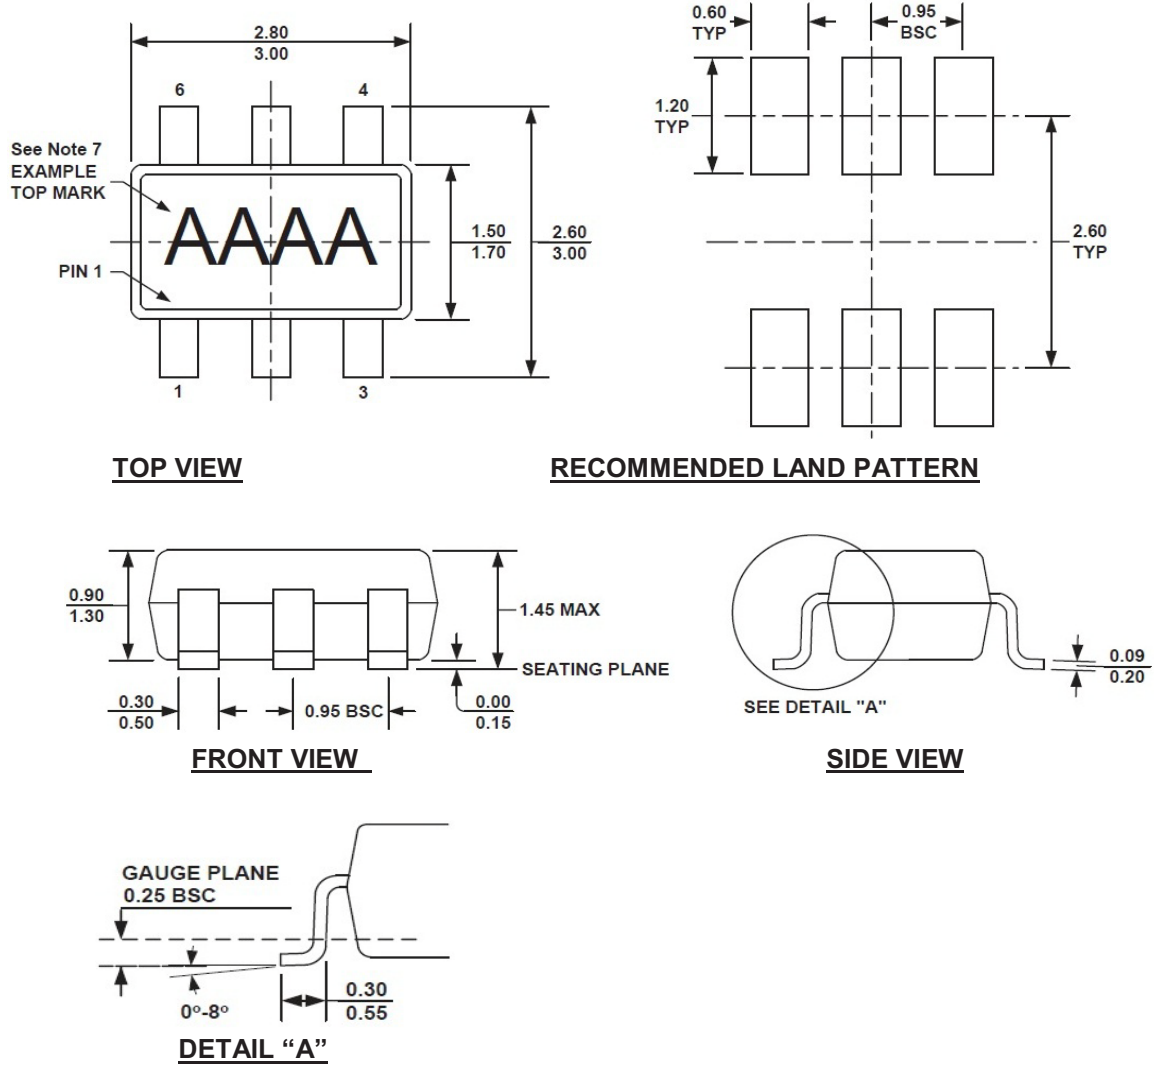 2.80
3.00
6
4
See Note 7
EXAMPLE
TOP MARK
AAAA
PIN 1
1.50
1.70
2.60
3.00
1
3
TOP VIEW
0.60
TYP
0.95
BSC
1.20
TYP
2.60
TYP
RECOMMENDED LAND PATTERN
0.90
1.30
1.45 MAX
SEATING PLANE
0.30
0.50
0.95 BSC
0.00
0.15
FRONT VIEW
SEE DETAIL "A"
0.09
0.20
SIDE VIEW
GAUGE PLANE
0.25 BSC
0°-8°
0.30
0.55
DETAIL “A”